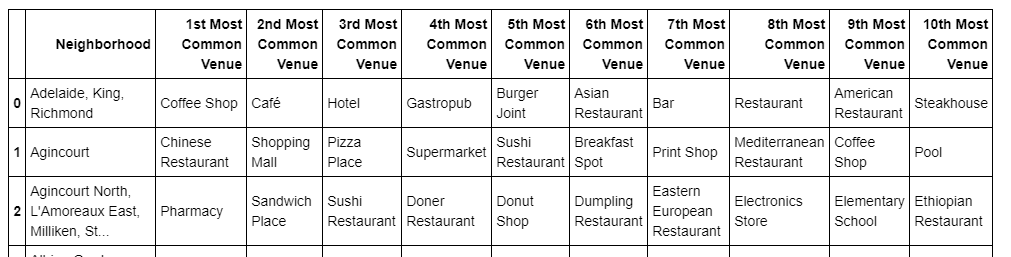 Neighborhood 1st Most Common Venue 2nd Most Common Venue 3rd Most Common Venue 4th Most Common Venue 5th Most Common Venue 6th Most Common Venue 7th Most Common Venue 8th Most Common Venue 9th Most Common Venue 10th Most Common Venue
0 Adelaide, King, Richmond Coffee Shop Café Hotel Gastropub Burger Joint Asian Restaurant Bar Restaurant American Restaurant Steakhouse
1 Agincourt Chinese Restaurant Shopping Mall Pizza Place Supermarket Sushi Restaurant Breakfast Spot Print Shop Mediterranean Restaurant Coffee Shop Pool
2 Agincourt North, L'Amoreaux East, Milliken, St... Pharmacy Sandwich Place Sushi Restaurant Doner Restaurant Donut Shop Dumpling Restaurant Eastern European Restaurant Electronics Store Elementary School Ethiopian Restaurant